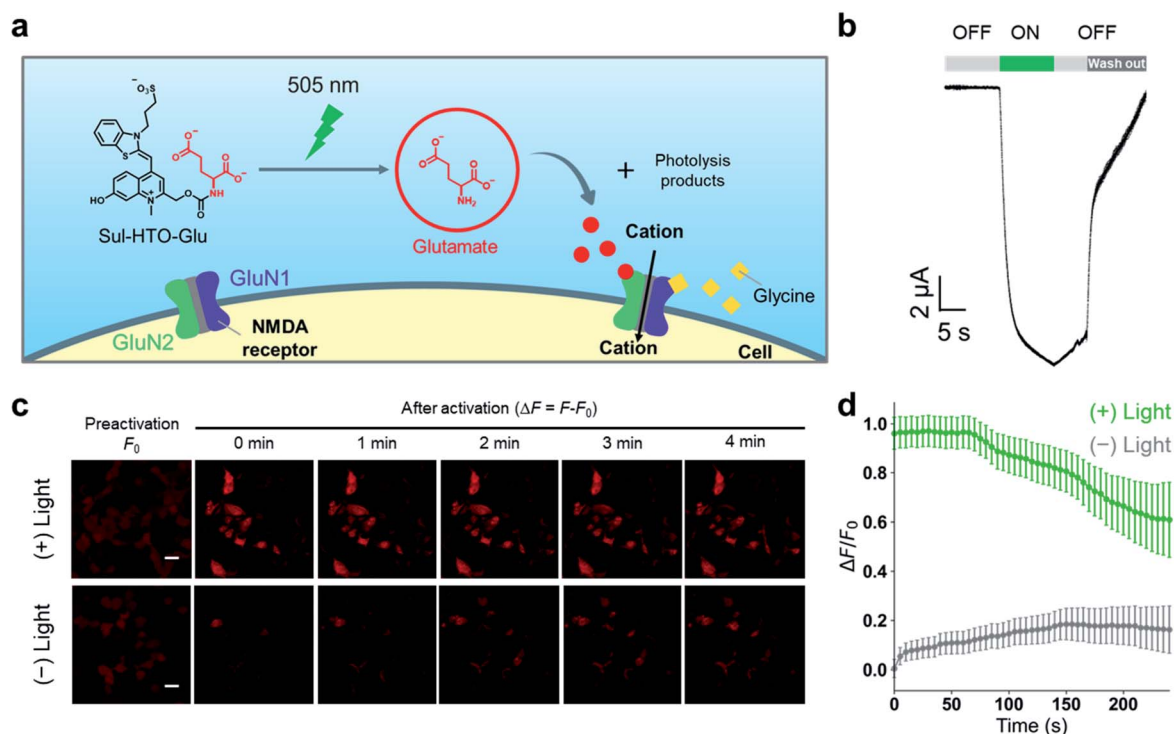 a
505 nm
⁻O₃S
N
S
HO
N⁺
O⁻
O
O
O⁻
NH
O
O
Sul-HTO-Glu
O⁻
O
O
O⁻
NH₂
Glutamate
+
Photolysis
products
Cation
GluN1
GluN2
NMDA
receptor
Glycine
Cation
Cell
b
OFF ON OFF
Wash out
2 µA
5 s
c
Preactivation
F₀
After activation (ΔF = F-F₀)
0 min 1 min 2 min 3 min 4 min
(+) Light
(−) Light
d
(+) Light
(−) Light
1.0
0.8
0.6
0.4
0.2
0.0
ΔF/F₀
0 50 100 150 200
Time (s)